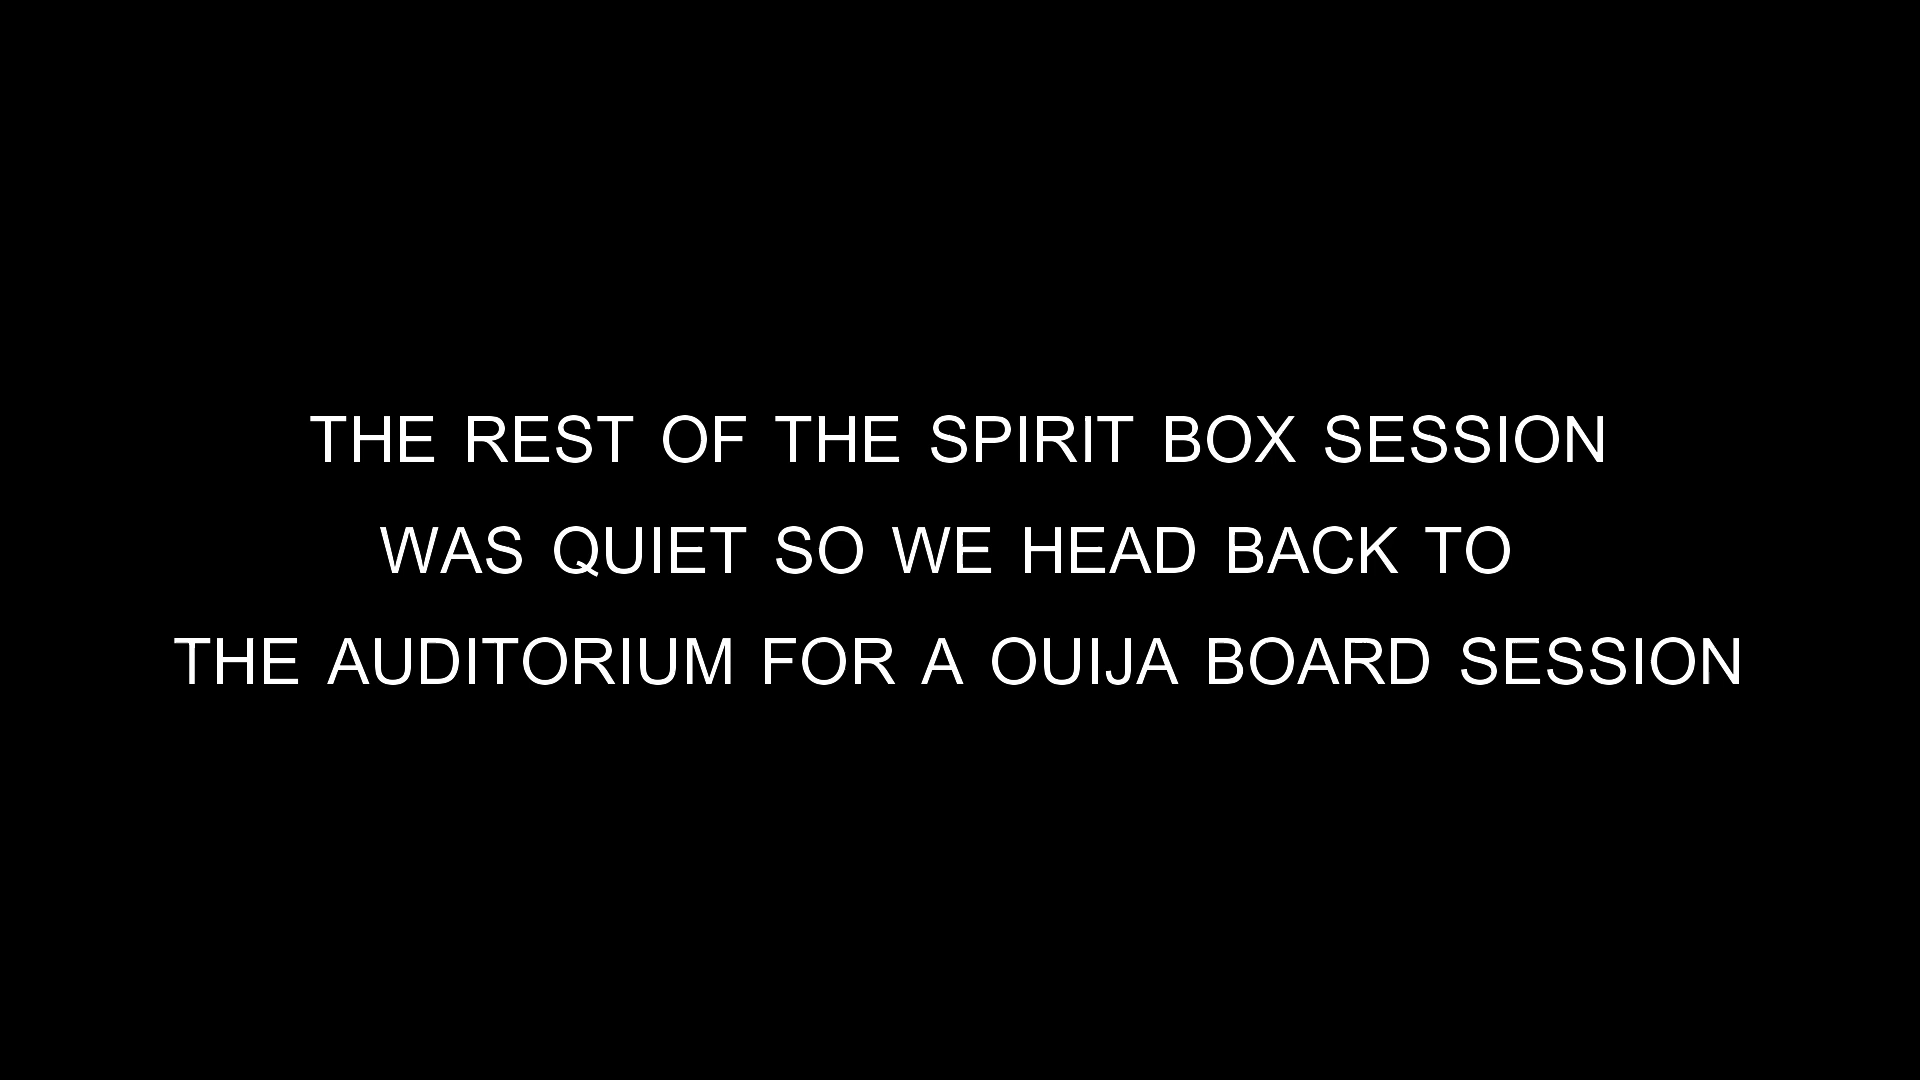 THE REST OF THE SPIRIT BOX SESSION
WAS QUIET SO WE HEAD BACK TO
THE AUDITORIUM FOR A OUIJA BOARD SESSION